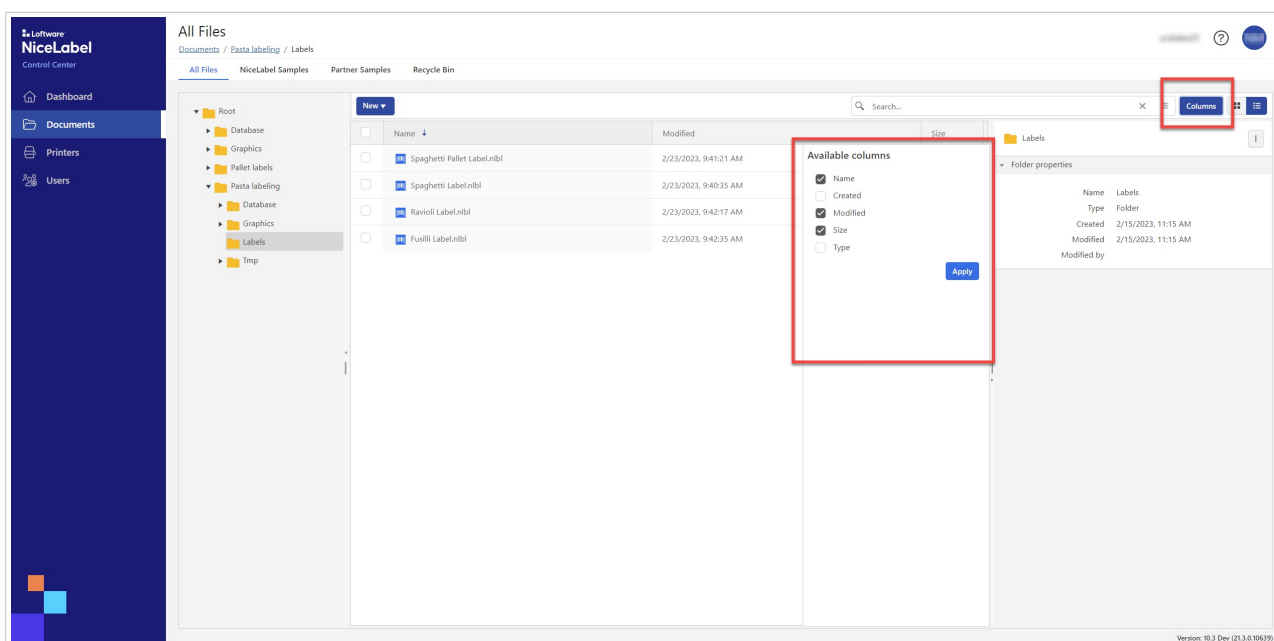 Loftware
NiceLabel
Control Center
Dashboard
Documents
Printers
Users
All Files
Documents / Pasta labeling / Labels
All Files NiceLabel Samples Partner Samples Recycle Bin
Root
Database
Graphics
Pallet labels
Pasta labeling
Database
Graphics
Labels
Tmp
New
Search...
Columns
Name Modified Size
Spaghetti Pallet Label.nlbl 2/23/2023, 9:41:21 AM
Spaghetti Label.nlbl 2/23/2023, 9:40:35 AM
Ravioli Label.nlbl 2/23/2023, 9:42:17 AM
Fusilli Label.nlbl 2/23/2023, 9:42:35 AM
Available columns
Name
Created
Modified
Size
Type
Apply
Labels
Folder properties
Name Labels
Type Folder
Created 2/15/2023, 11:15 AM
Modified 2/15/2023, 11:15 AM
Modified by
Version: 10.3 Dev (21.3.0.10639)